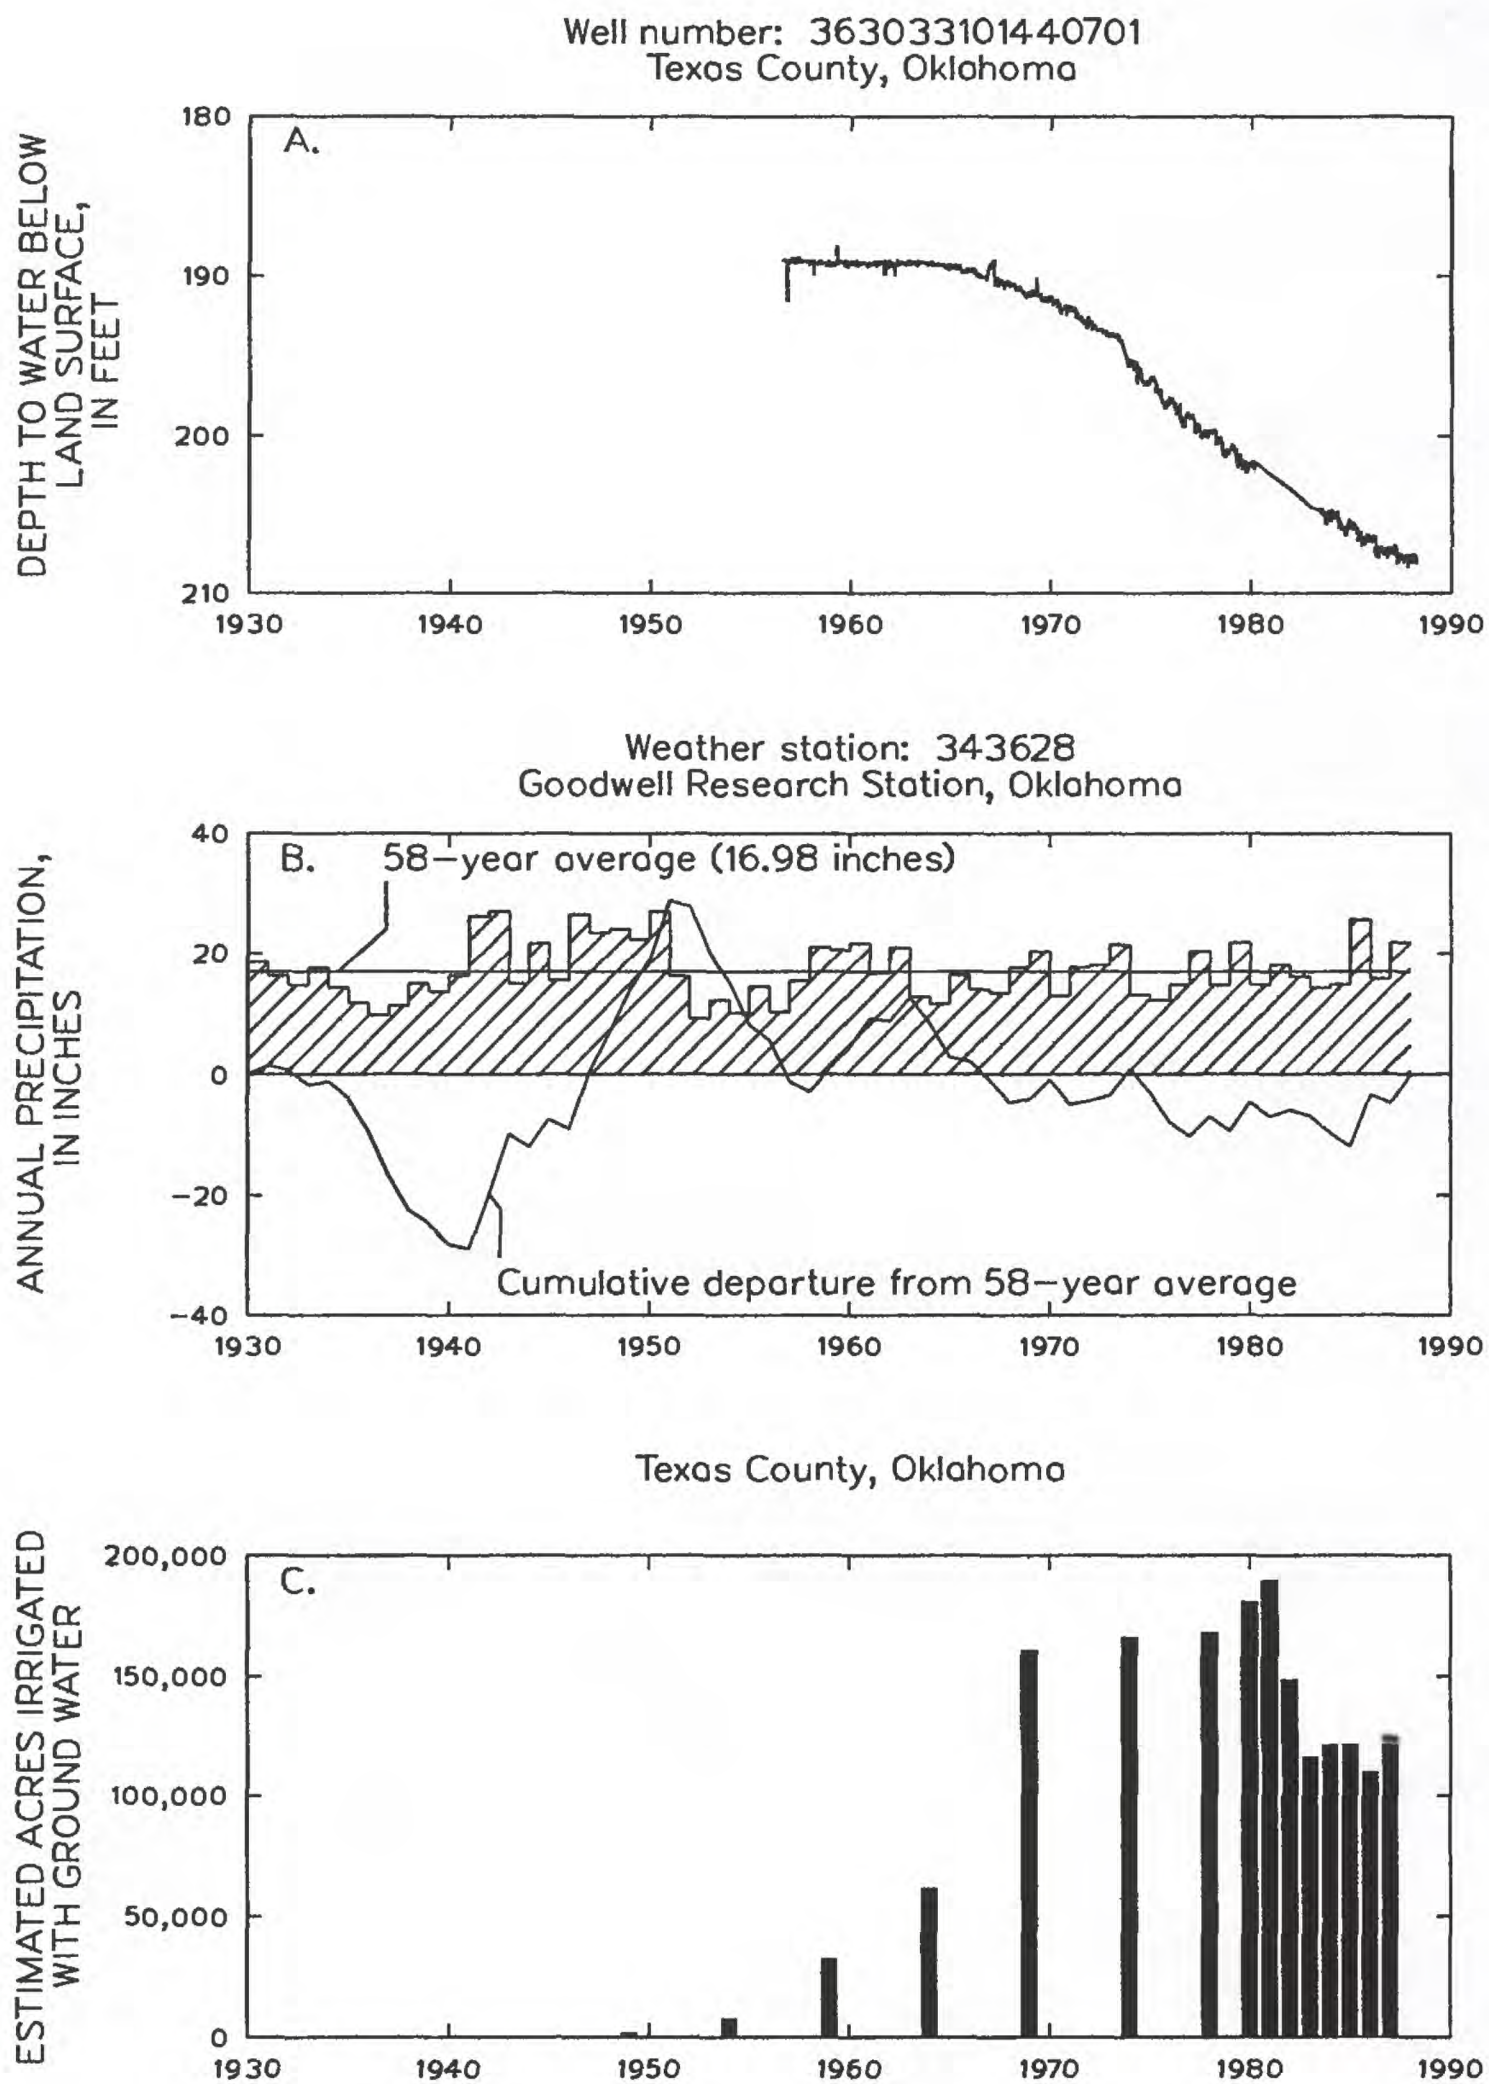 Well number: 363033101440701
Texas County, Oklahoma
DEPTH TO WATER BELOW
LAND SURFACE,
IN FEET
A.
180
190
200
210
1930 1940 1950 1960 1970 1980 1990
Weather station: 343628
Goodwell Research Station, Oklahoma
ANNUAL PRECIPITATION,
IN INCHES
40
B. 58-year average (16.98 inches)
20
0
-20
Cumulative departure from 58-year average
-40
1930 1940 1950 1960 1970 1980 1990
Texas County, Oklahoma
ESTIMATED ACRES IRRIGATED
WITH GROUND WATER
200,000
C.
150,000
100,000
50,000
0
1930 1940 1950 1960 1970 1980 1990